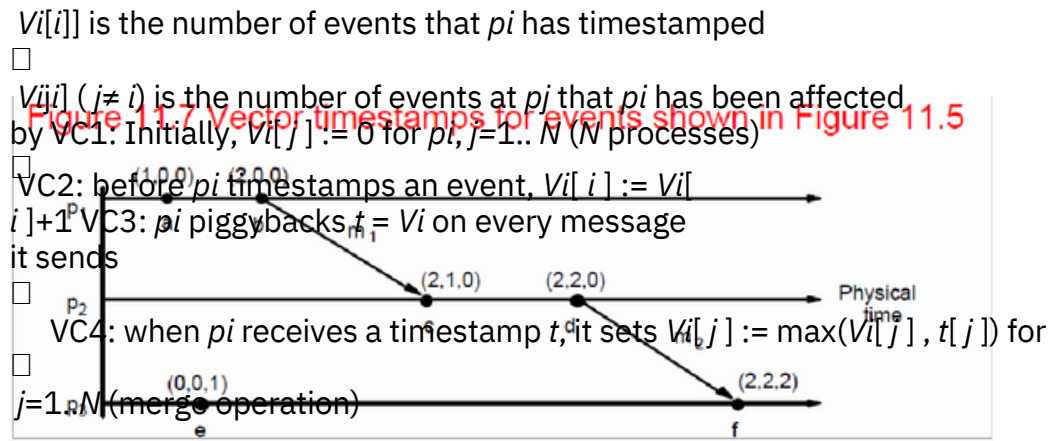 Vi[i]] is the number of events that pi has timestamped
Viji] ( j≠ i) is the number of events at pj that pi has been affected
Figure 11.7 Vector timestamps for events shown in Figure 11.5
by VC1: Initially, Vi[ j ] := 0 for pi, j=1.. N (N processes)
(1,0,0) (2,0,0)
VC2: before pi timestamps an event, Vi[ i ] := Vi[
p1
i ]+1 VC3: pi piggybacks t = Vi on every message
a b m1
it sends
(2,1,0) (2,2,0)
p2
Physical
time
c d m2
VC4: when pi receives a timestamp t, it sets Vi[ j ] := max(Vi[ j ] , t[ j ]) for
(0,0,1) (2,2,2)
p3
j=1..N (merge operation)
e f